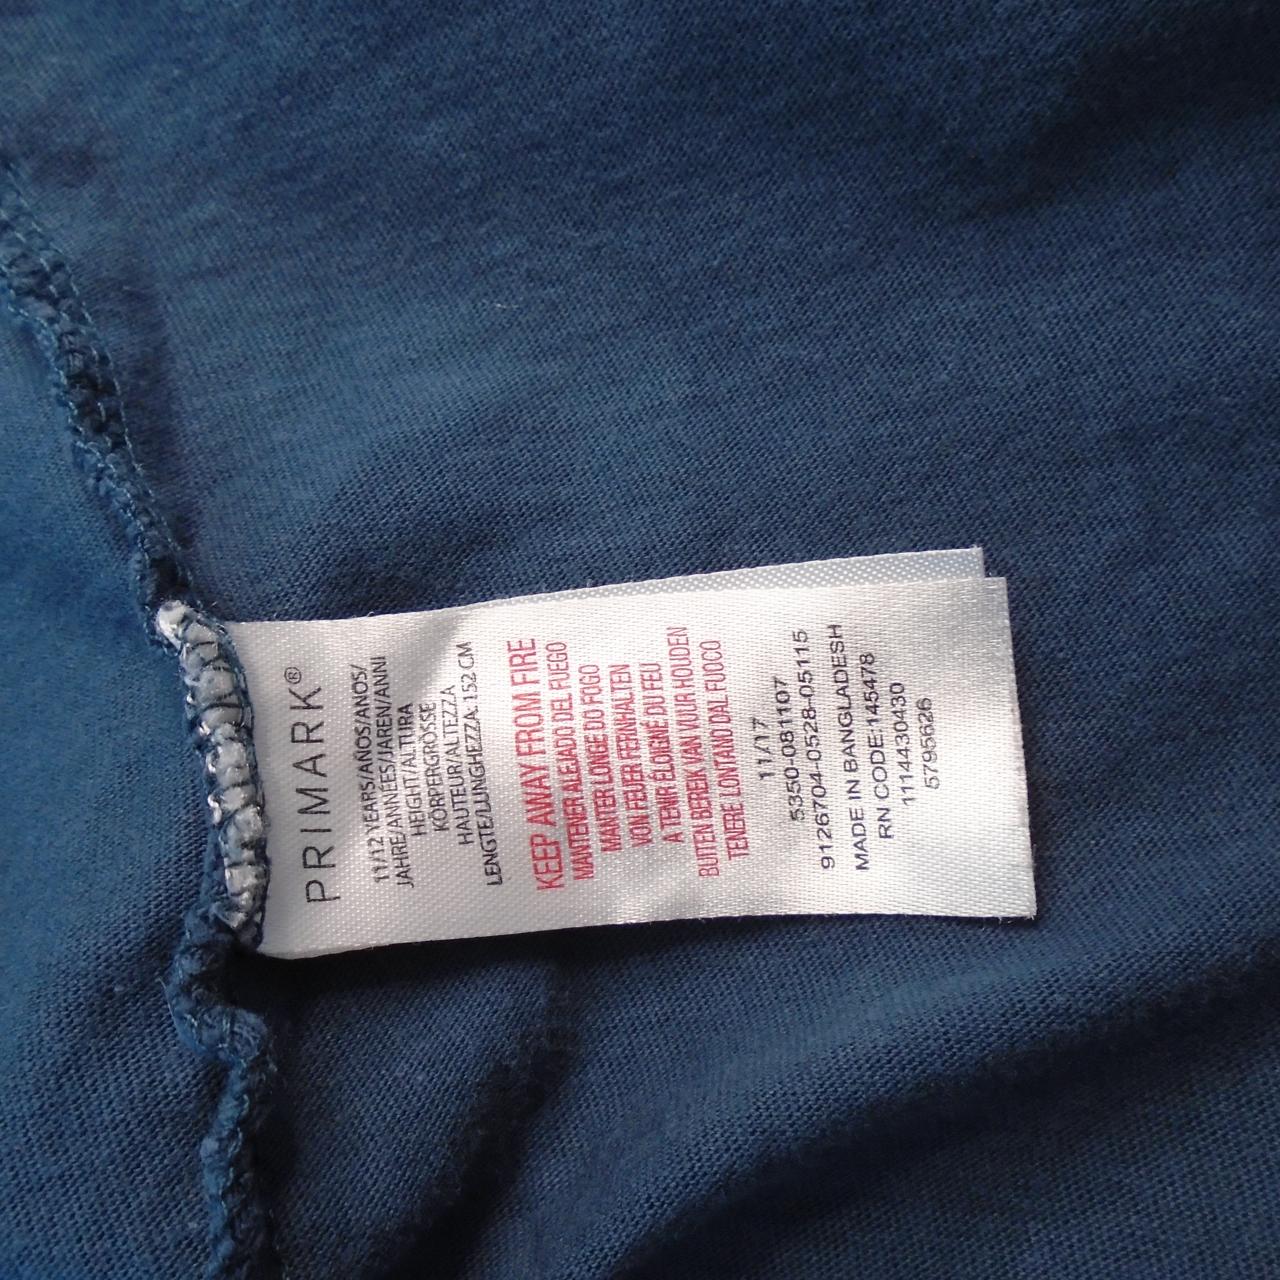 PRIMARK®
11/12 YEARS/AÑOS/ANOS/
JAHRE/ANNÉES/JAREN/ANNI
HEIGHT/ALTURA
KÖRPERGRÖSSE
HAUTEUR/ALTEZZA
LENGTE/LUNGHEZZA: 152 CM
KEEP AWAY FROM FIRE
MANTENER ALEJADO DEL FUEGO
MANTER LONGE DO FOGO
VON FEUER FERNHALTEN
A TENIR ÉLOIGNÉ DU FEU
BUITEN BEREIK VAN VUUR HOUDEN
TENERE LONTANO DAL FUOCO
11/17
5350-081107
9126704-0528-05115
MADE IN BANGLADESH
RN CODE:145478
1114430430
5795626